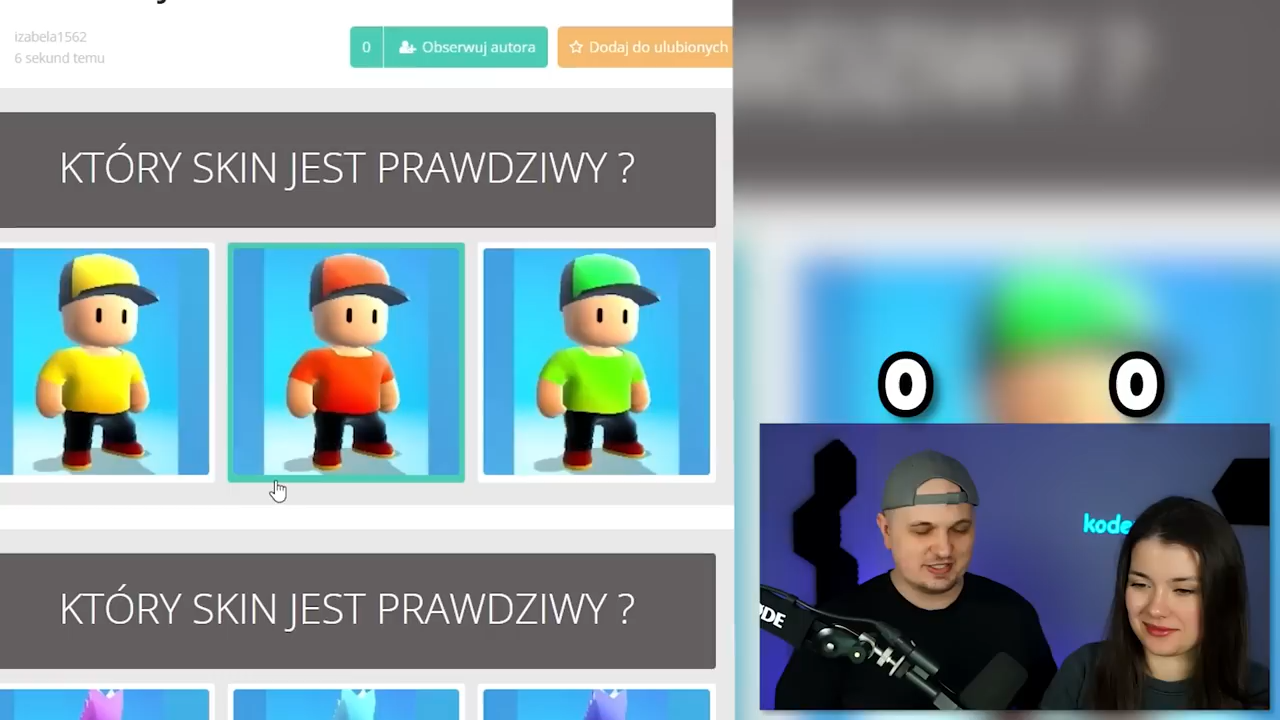 izabela1562
6 sekund temu
0
Obserwuj autora
Dodaj do ulubionych
KTÓRY SKIN JEST PRAWDZIWY ?
0 0
kode
KTÓRY SKIN JEST PRAWDZIWY ?